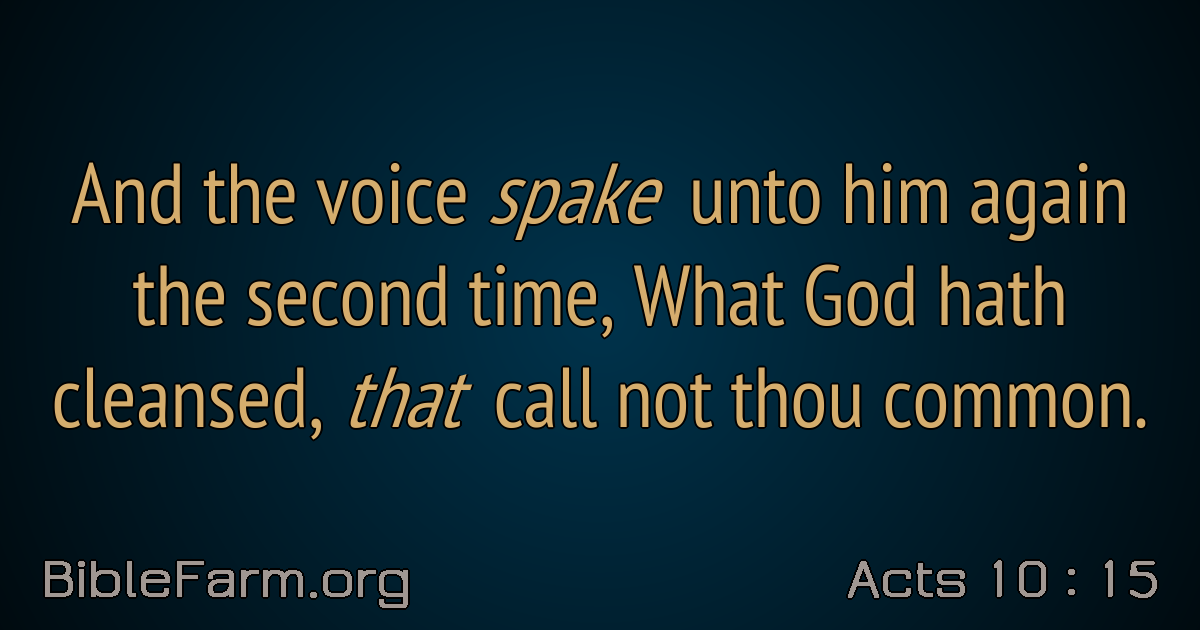 And the voice spake unto him again
the second time, What God hath
cleansed, that call not thou common.
BibleFarm.org
Acts 10 : 15